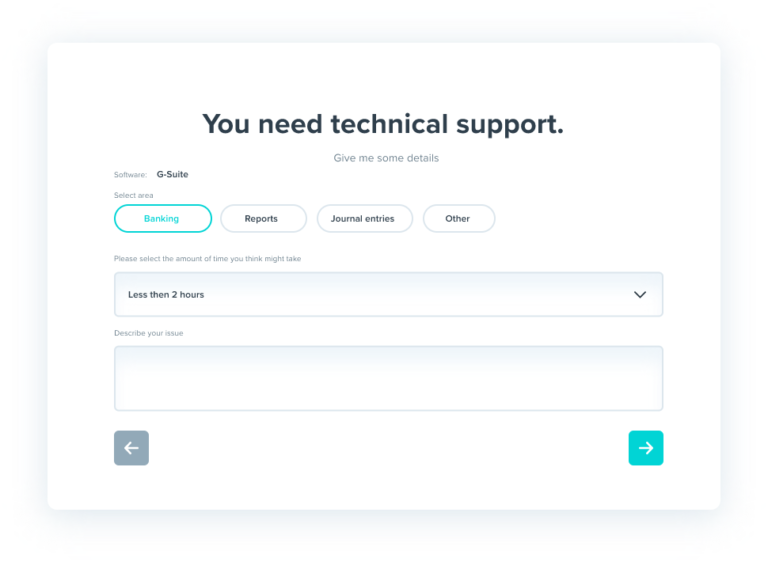 You need technical support.
Give me some details
Software: G-Suite
Select area
Banking Reports Journal entries Other
Please select the amount of time you think might take
Less then 2 hours
Describe your issue